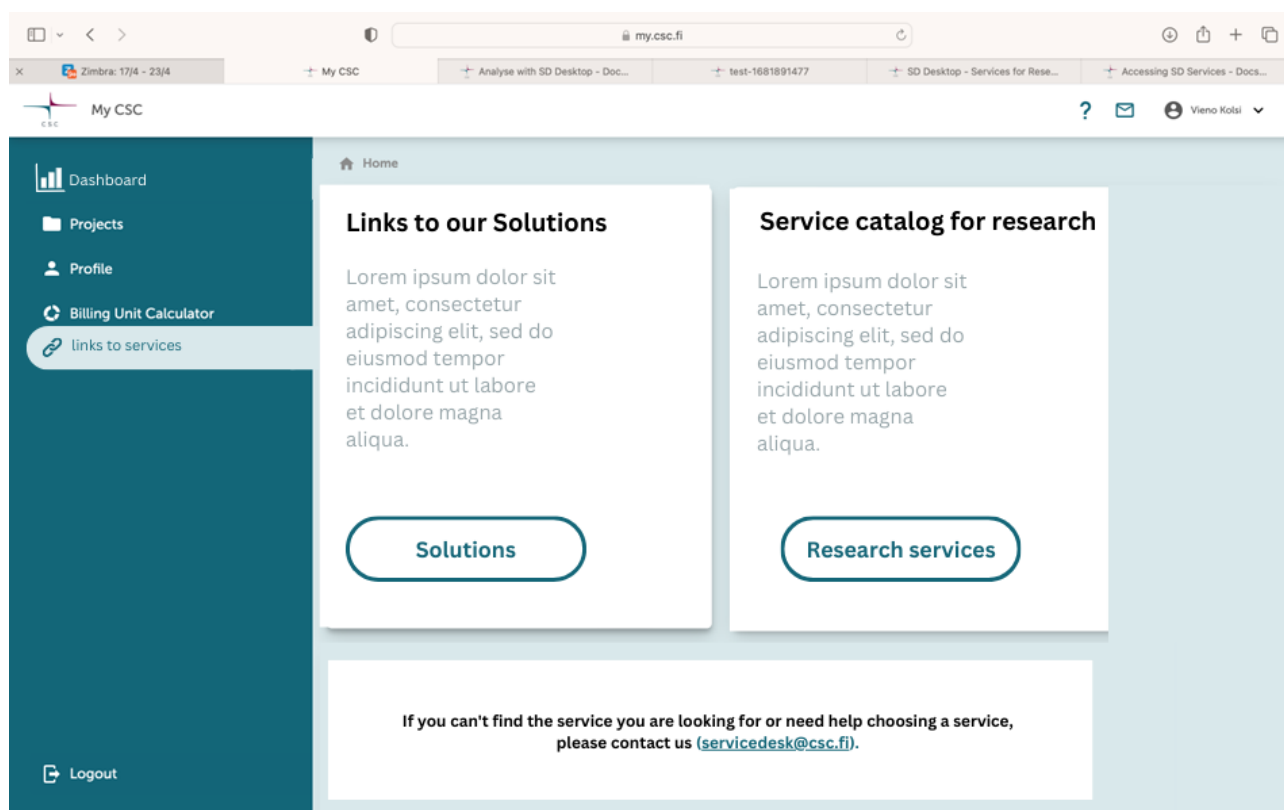 my.csc.fi
Zimbra: 17/4 - 23/4
My CSC
Analyse with SD Desktop - Doc...
test-1681891477
SD Desktop - Services for Rese...
Accessing SD Services - Docs...
CSC
My CSC
?
Vieno Kolsi
Dashboard
Projects
Profile
Billing Unit Calculator
links to services
Logout
Home
Links to our Solutions
Lorem ipsum dolor sit
amet, consectetur
adipiscing elit, sed do
eiusmod tempor
incididunt ut labore
et dolore magna
aliqua.
Solutions
Service catalog for research
Lorem ipsum dolor sit
amet, consectetur
adipiscing elit, sed do
eiusmod tempor
incididunt ut labore
et dolore magna
aliqua.
Research services
If you can't find the service you are looking for or need help choosing a service,
please contact us (servicedesk@csc.fi).